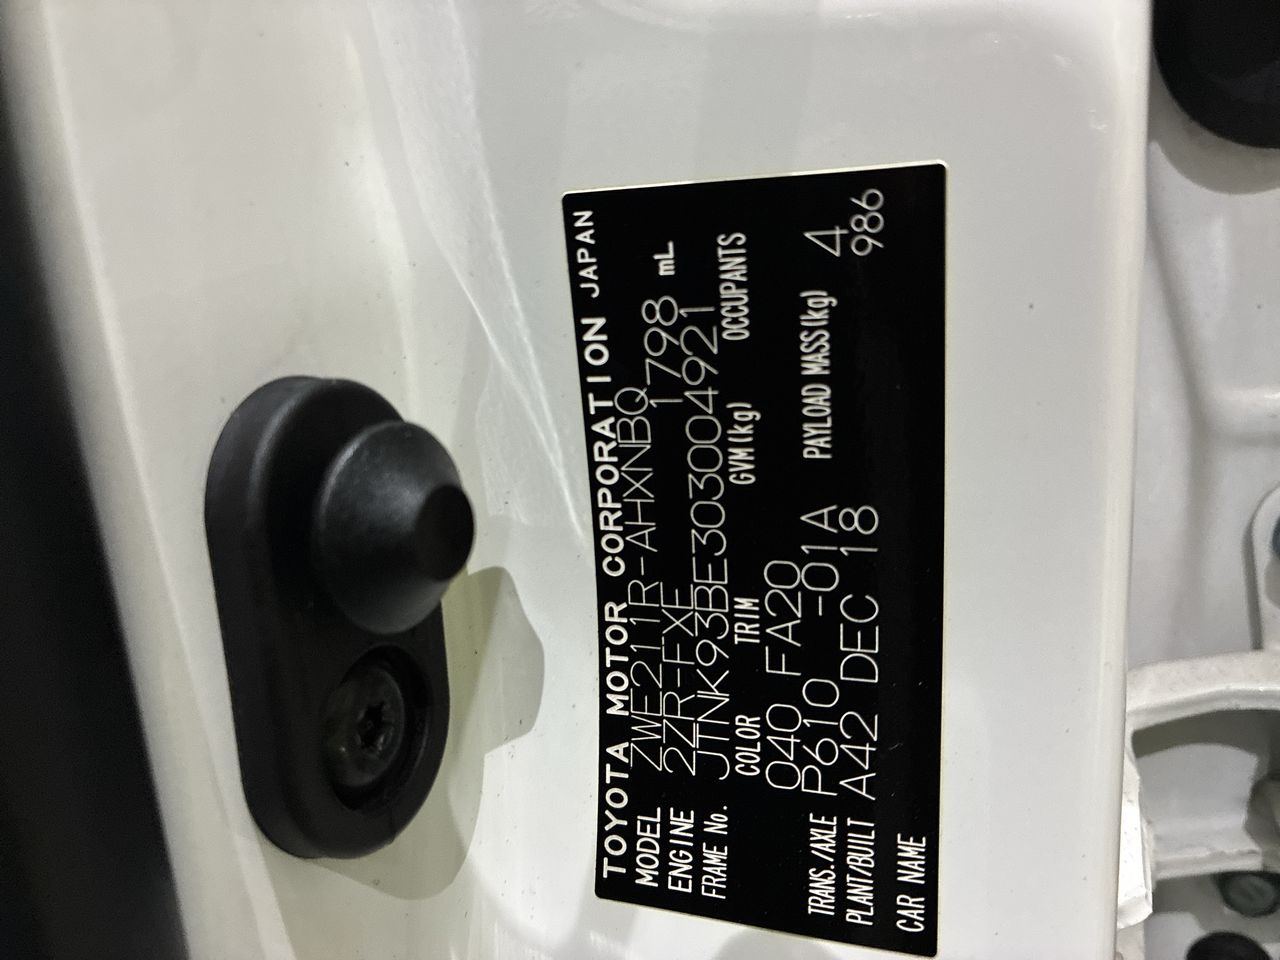 TOYOTA MOTOR CORPORATION JAPAN
MODEL ZWE211R-AHXNBQ
ENGINE 2ZR-FXE 1798 mL
FRAME No. JTNK93BE303004921
COLOR TRIM GVM(kg) OCCUPANTS
040 FA20
TRANS./AXLE P610 -01A PAYLOAD MASS(kg) 4
PLANT/BUILT A42 DEC 18 986
CAR NAME